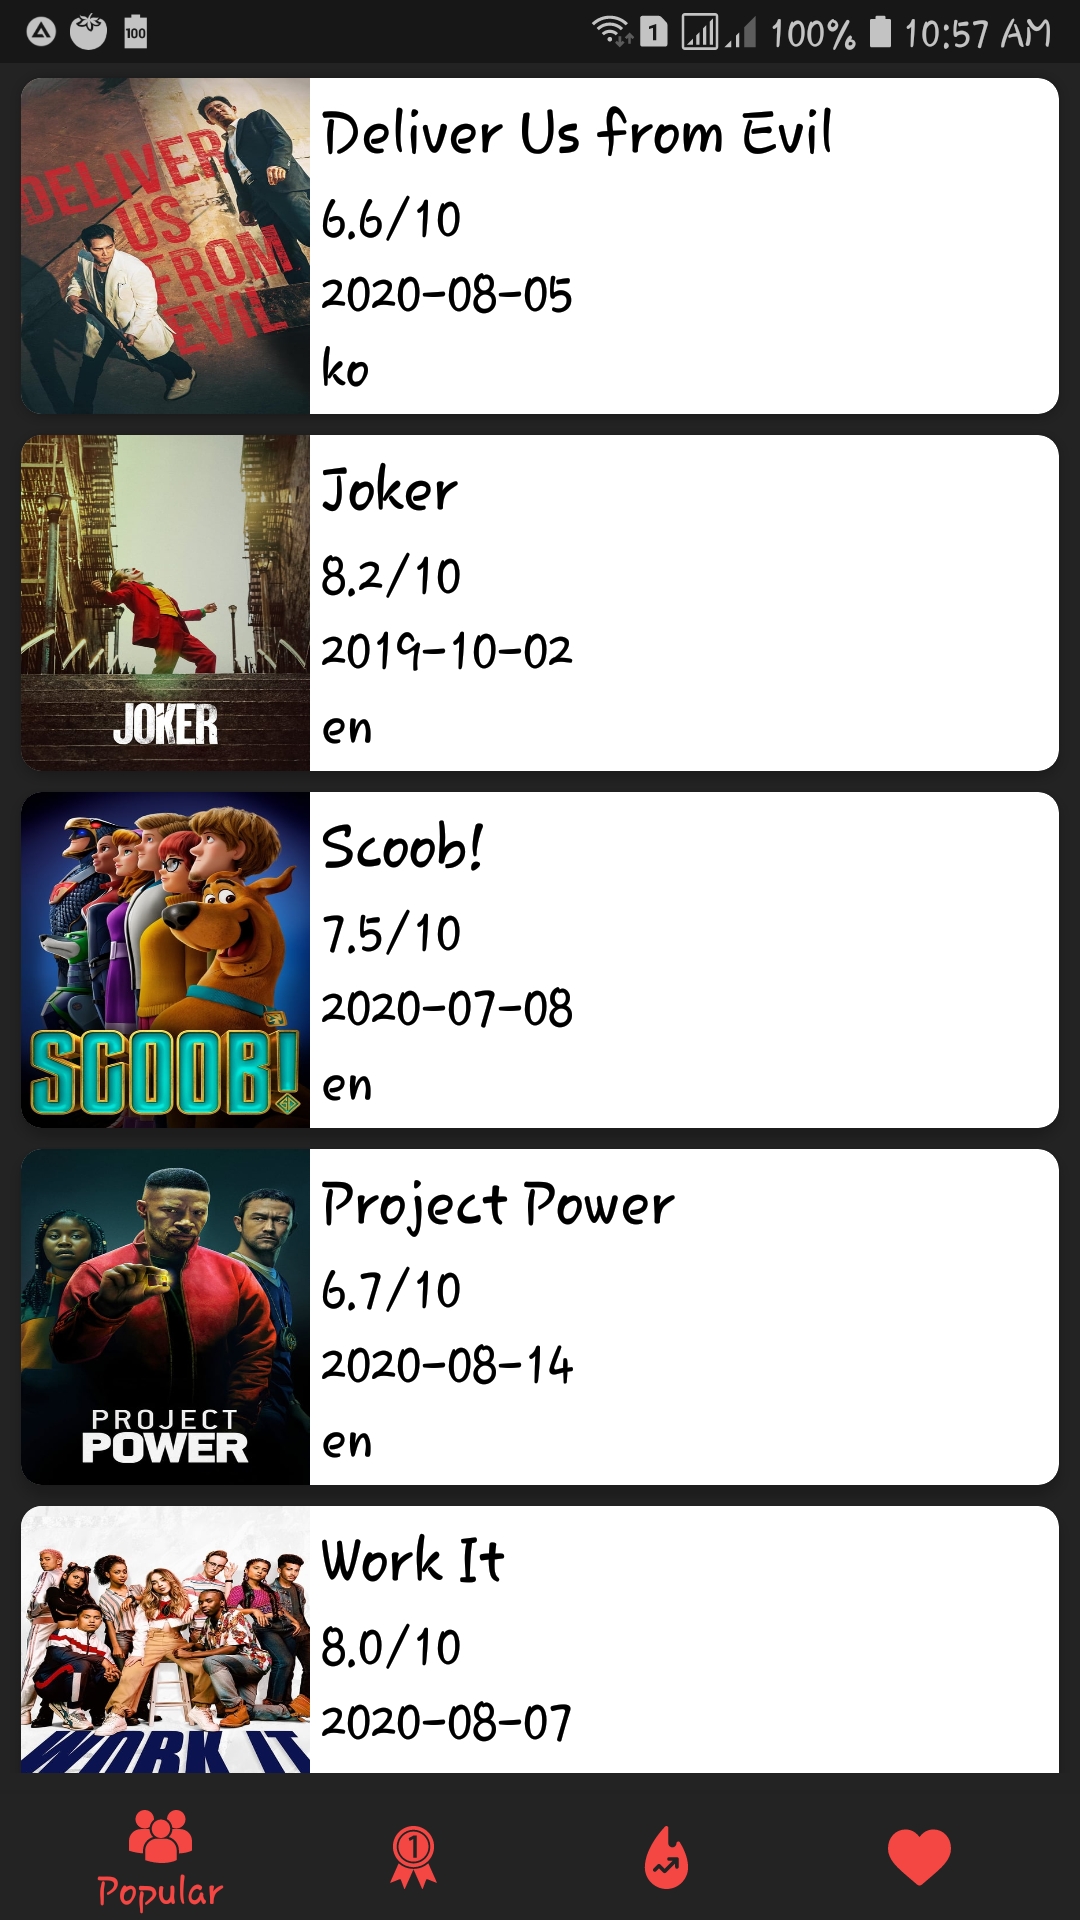 100
1
100%
10:57 AM
DELIVER
US
FROM
EVIL
Deliver Us from Evil
6.6/10
2020-08-05
ko
JOKER
Joker
8.2/10
2019-10-02
en
SCOOB!
SD
Scoob!
7.5/10
2020-07-08
en
PROJECT
POWER
Project Power
6.7/10
2020-08-14
en
WORK IT
Work It
8.0/10
2020-08-07
Popular
1